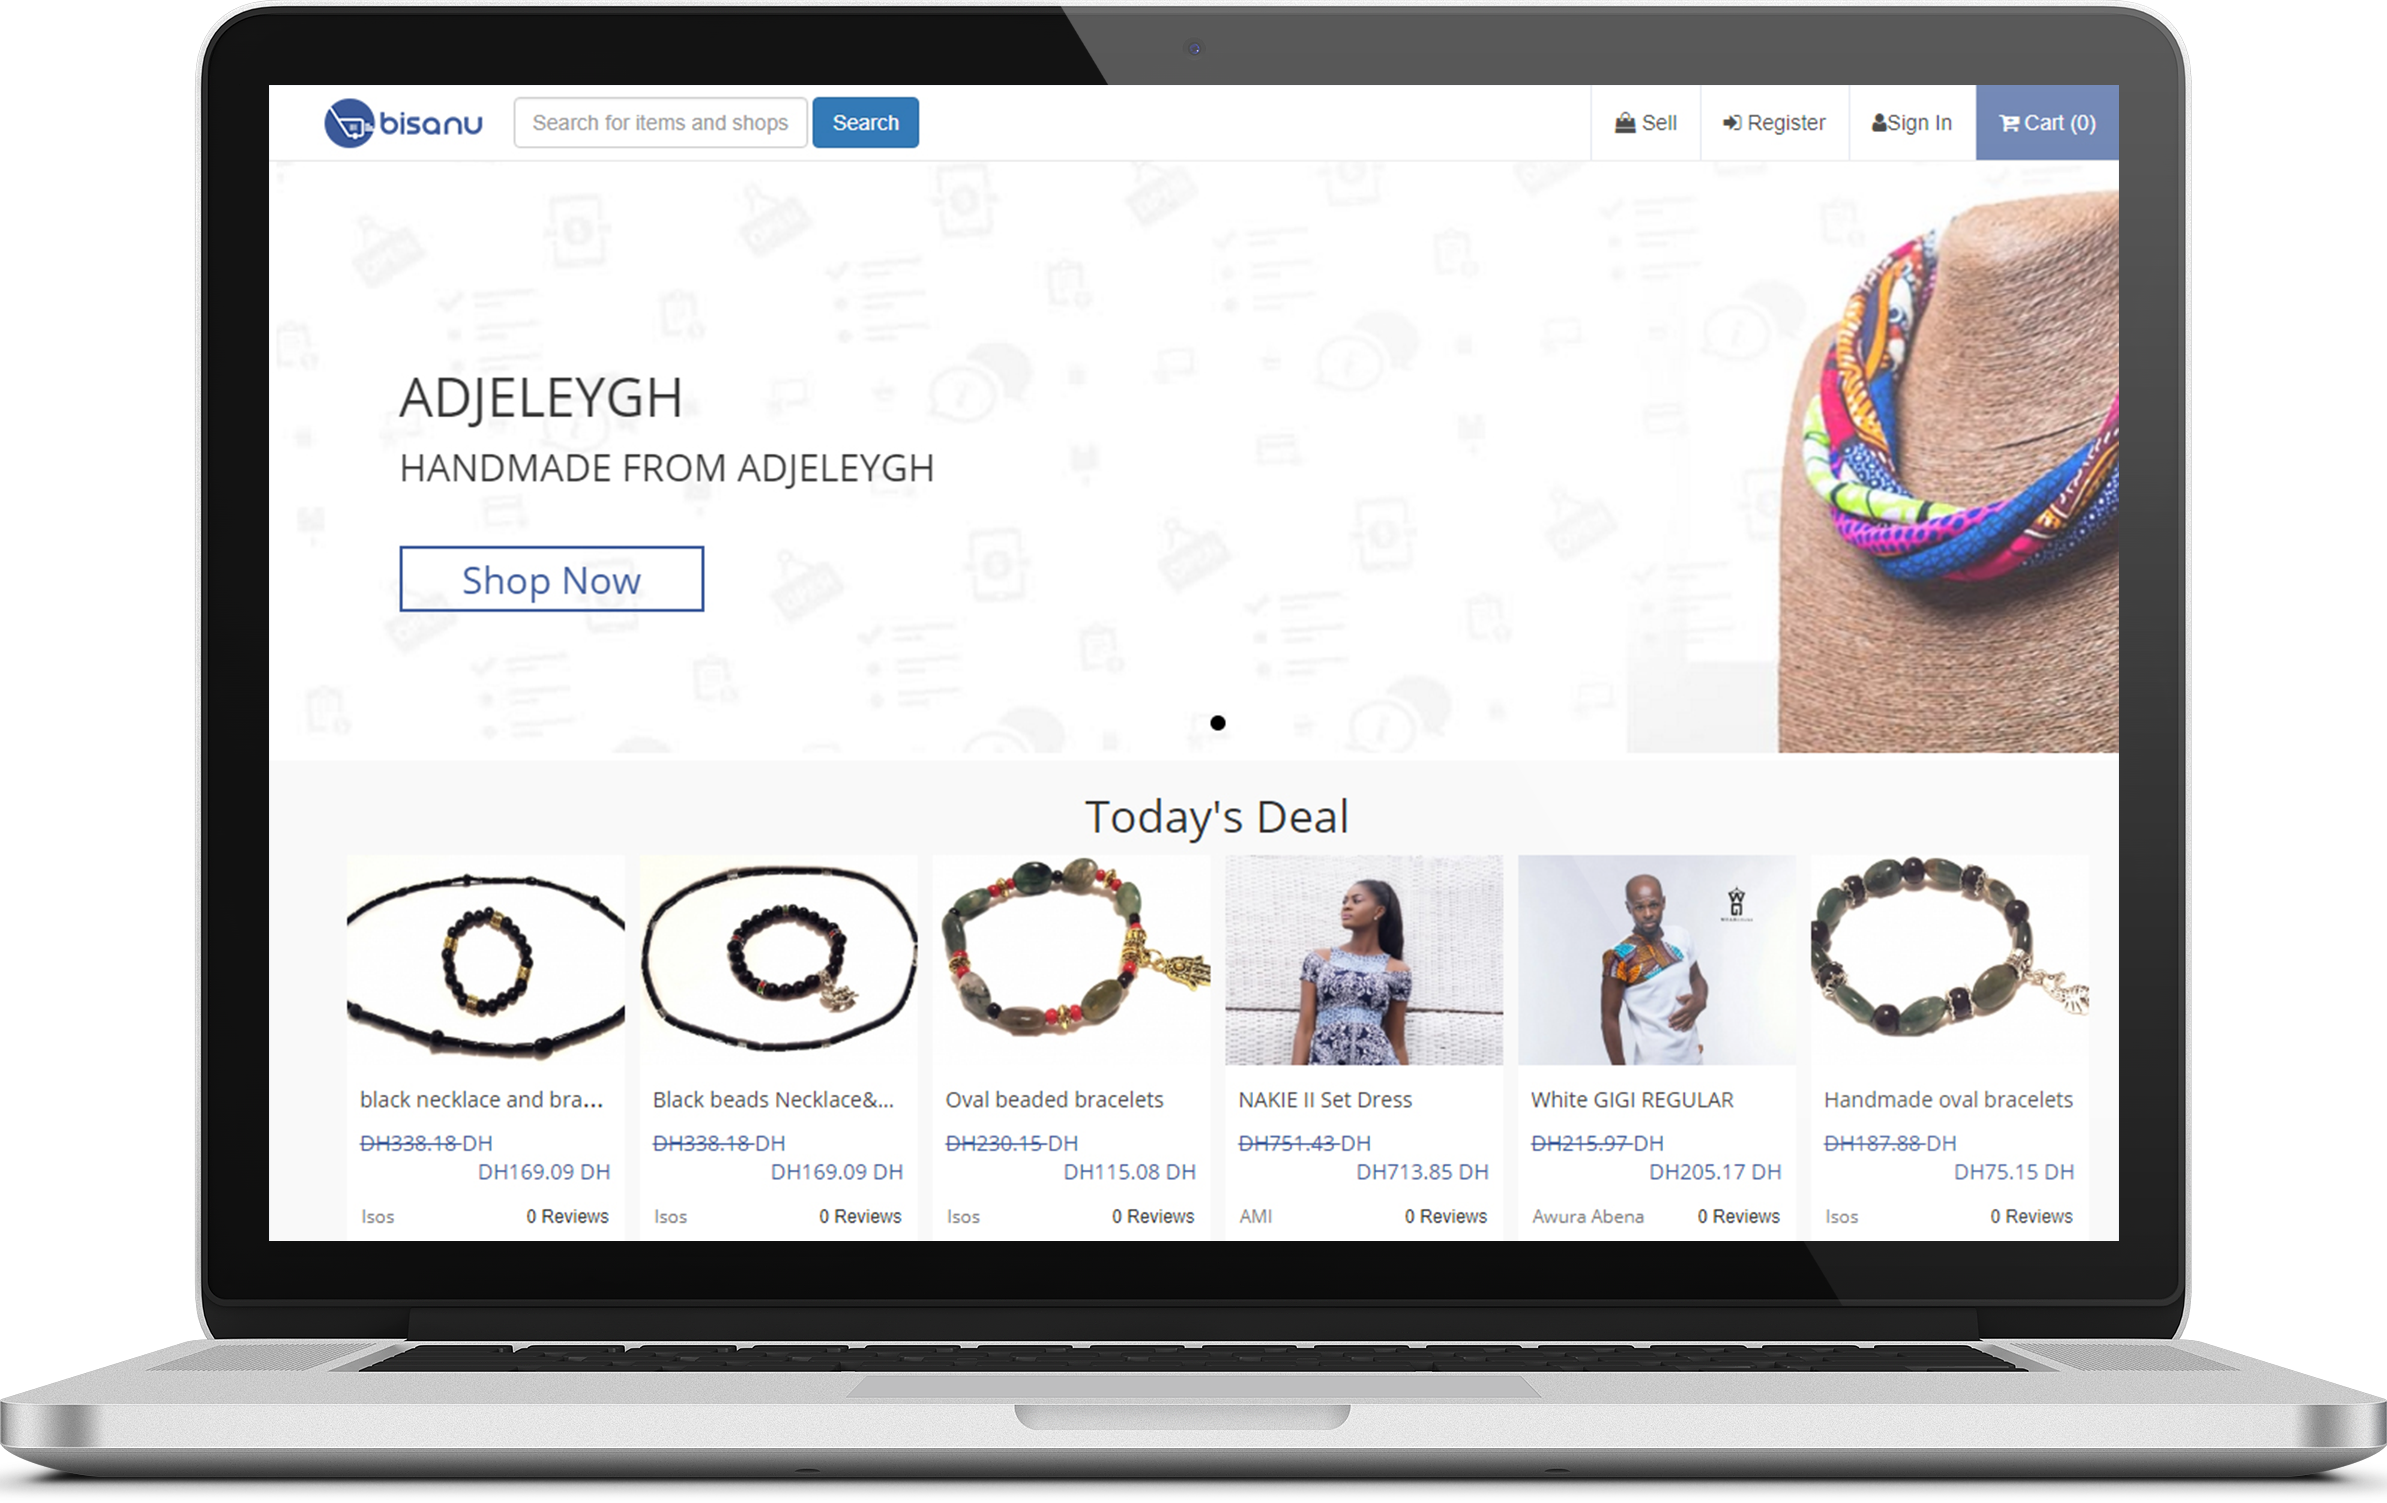 bisanu
Search for items and shops
Search
Sell
Register
Sign In
Cart (0)
ADJELEYGH
HANDMADE FROM ADJELEYGH
Shop Now
Today's Deal
black necklace and bra...
DH338.18 DH
DH169.09 DH
Isos
0 Reviews
Black beads Necklace&...
DH338.18 DH
DH169.09 DH
Isos
0 Reviews
Oval beaded bracelets
DH230.15 DH
DH115.08 DH
Isos
0 Reviews
NAKIE II Set Dress
DH751.43 DH
DH713.85 DH
AMI
0 Reviews
White GIGI REGULAR
DH215.97 DH
DH205.17 DH
Awura Abena
0 Reviews
Handmade oval bracelets
DH187.88 DH
DH75.15 DH
Isos
0 Reviews